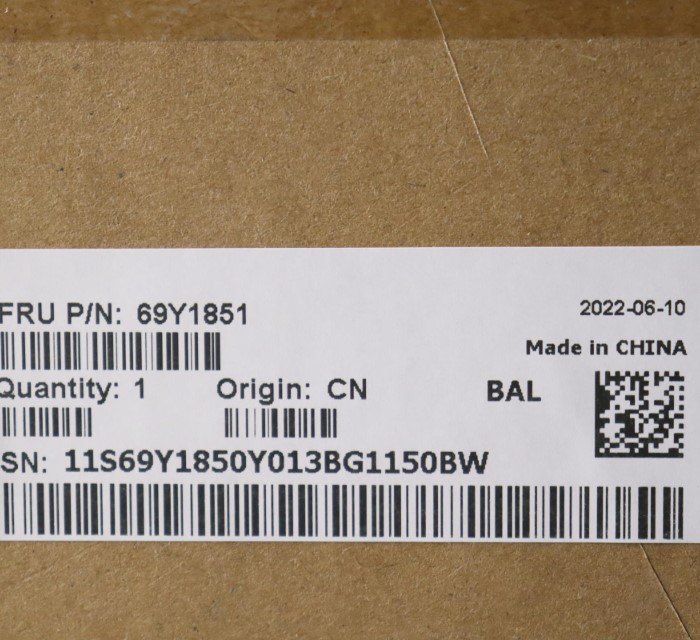 FRU P/N: 69Y1851
2022-06-10
Made in CHINA
Quantity: 1 Origin: CN BAL
SN: 11S69Y1850Y013BG1150BW